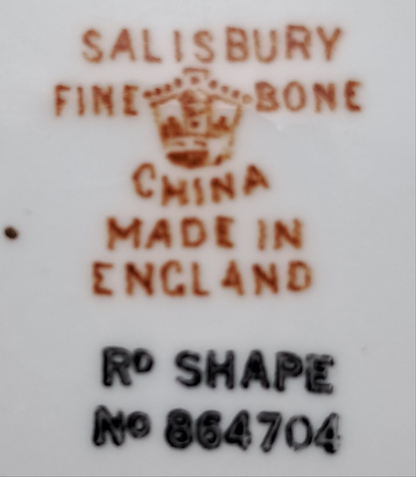 SALISBURY
FINE BONE
CHINA
MADE IN
ENGLAND
RD SHAPE
No 864704